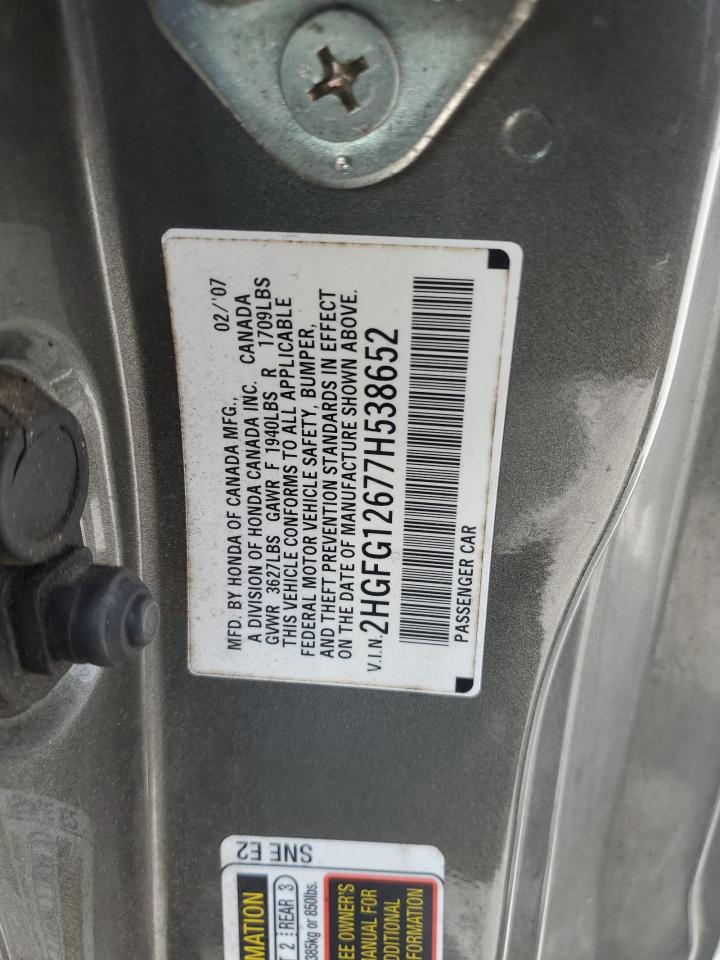 MFD. BY HONDA OF CANADA MFG., 02/'07
A DIVISION OF HONDA CANADA INC. CANADA
GVWR 3627LBS GAWR F 1940LBS R 1709LBS
THIS VEHICLE CONFORMS TO ALL APPLICABLE
FEDERAL MOTOR VEHICLE SAFETY, BUMPER,
AND THEFT PREVENTION STANDARDS IN EFFECT
ON THE DATE OF MANUFACTURE SHOWN ABOVE.
V.I.N. 2HGFG12677H538652
PASSENGER CAR
SNE E2
MATION
T 2 REAR 3
385kg or 850lbs.
EE OWNER'S
ANUAL FOR
DDITIONAL
FORMATION